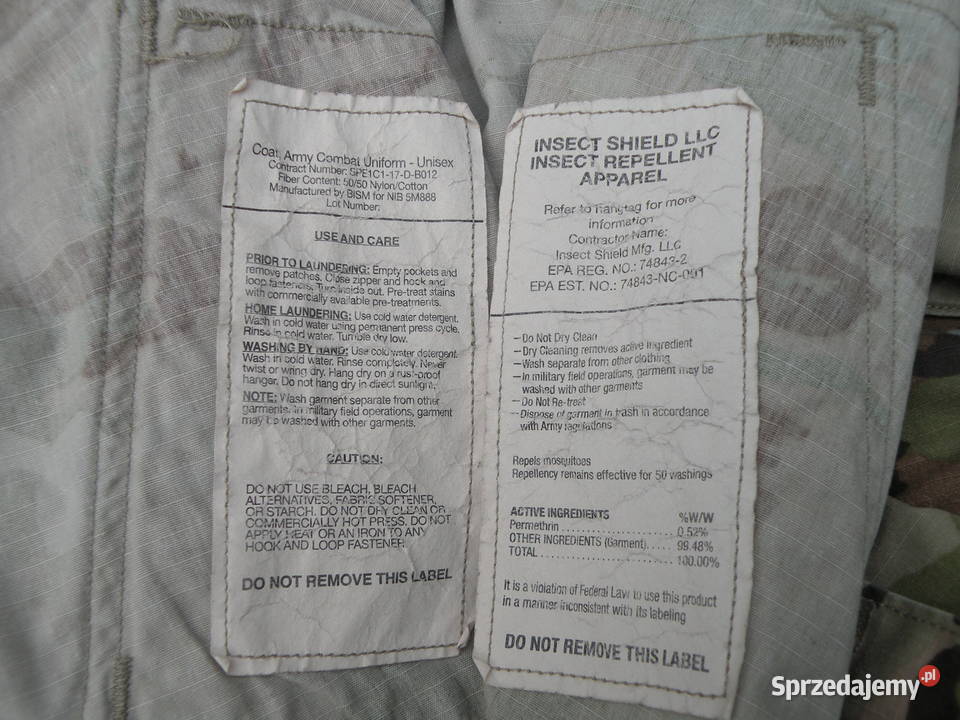 Coat, Army Combat Uniform - Unisex
Contract Number: SPE1C1-17-D-B012
Fiber Content: 50/50 Nylon/Cotton
Manufactured by BISM for NIB 5M888
Lot Number:
USE AND CARE
PRIOR TO LAUNDERING: Empty pockets and
remove patches. Close zipper and hook and
loop fasteners. Turn inside out. Pre-treat stains
with commercially available pre-treatments.
HOME LAUNDERING: Use cold water detergent.
Wash in cold water using permanent press cycle.
Rinse in cold water. Tumble dry low.
WASHING BY HAND: Use cold water detergent.
Wash in cold water. Rinse completely. Never
twist or wring dry. Hang dry on a rust-proof
hanger. Do not hang dry in direct sunlight.
NOTE: Wash garment separate from other
garments. In military field operations, garment
may be washed with other garments.
CAUTION:
DO NOT USE BLEACH, BLEACH
ALTERNATIVES, FABRIC SOFTENER,
OR STARCH. DO NOT DRY CLEAN OR
COMMERCIALLY HOT PRESS. DO NOT
APPLY HEAT OR AN IRON TO ANY
HOOK AND LOOP FASTENER.
DO NOT REMOVE THIS LABEL
INSECT SHIELD LLC
INSECT REPELLENT
APPAREL
Refer to hangtag for more
information
Contractor Name:
Insect Shield Mfg. LLC
EPA REG. NO.: 74843-2
EPA EST. NO.: 74843-NC-001
– Do Not Dry Clean
– Dry Cleaning removes active ingredient
– Wash separate from other clothing
– In military field operations, garment may be
washed with other garments
– Do Not Re-treat
– Dispose of garment in trash in accordance
with Army regulations
Repels mosquitoes
Repellency remains effective for 50 washings
ACTIVE INGREDIENTS %W/W
Permethrin . . . . . . . . . . . . . . . . . . 0.52%
OTHER INGREDIENTS (Garment). . . . . 99.48%
TOTAL . . . . . . . . . . . . . . . . . . . . . 100.00%
It is a violation of Federal Law to use this product
in a manner inconsistent with its labeling
DO NOT REMOVE THIS LABEL
Sprzedajemy.pl